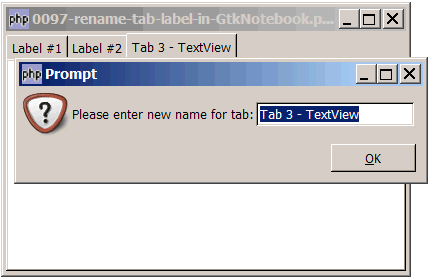 php 0097-rename-tab-label-in-GtkNotebook.p...
Label #1 Label #2 Tab 3 - TextView
php Prompt
? Please enter new name for tab: Tab 3 - TextView
OK